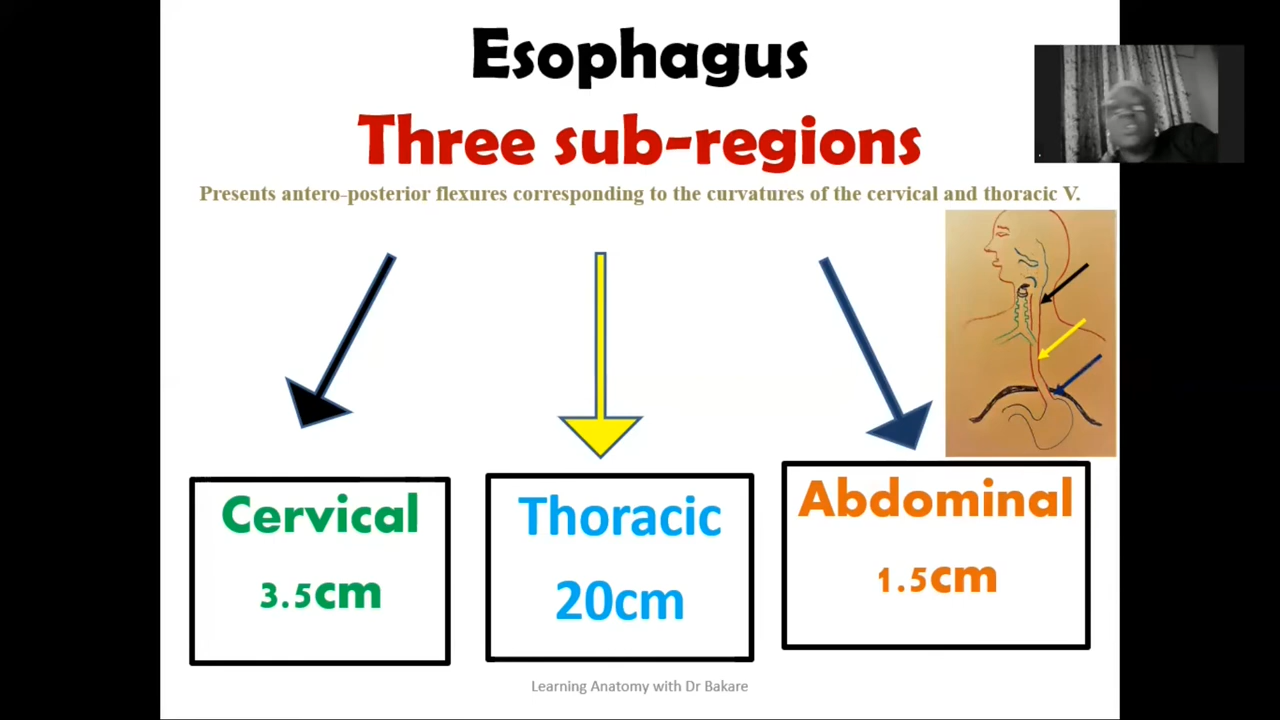 Esophagus
Three sub-regions
Presents antero-posterior flexures corresponding to the curvatures of the cervical and thoracic V.
Cervical
3.5cm
Thoracic
20cm
Abdominal
1.5cm
Learning Anatomy with Dr Bakare